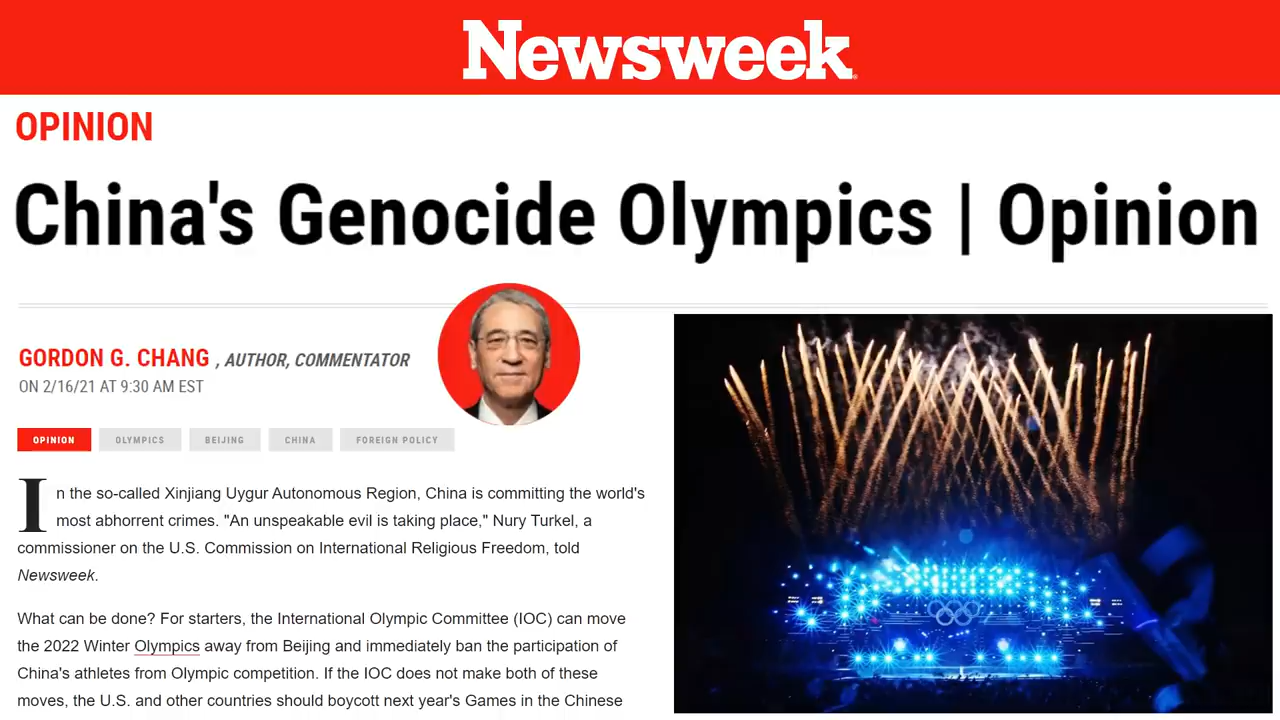 Newsweek
OPINION
China's Genocide Olympics | Opinion
GORDON G. CHANG , AUTHOR, COMMENTATOR
ON 2/16/21 AT 9:30 AM EST
OPINION OLYMPICS BEIJING CHINA FOREIGN POLICY
In the so-called Xinjiang Uygur Autonomous Region, China is committing the world's
most abhorrent crimes. "An unspeakable evil is taking place," Nury Turkel, a
commissioner on the U.S. Commission on International Religious Freedom, told
Newsweek.
What can be done? For starters, the International Olympic Committee (IOC) can move
the 2022 Winter Olympics away from Beijing and immediately ban the participation of
China's athletes from Olympic competition. If the IOC does not make both of these
moves, the U.S. and other countries should boycott next year's Games in the Chinese